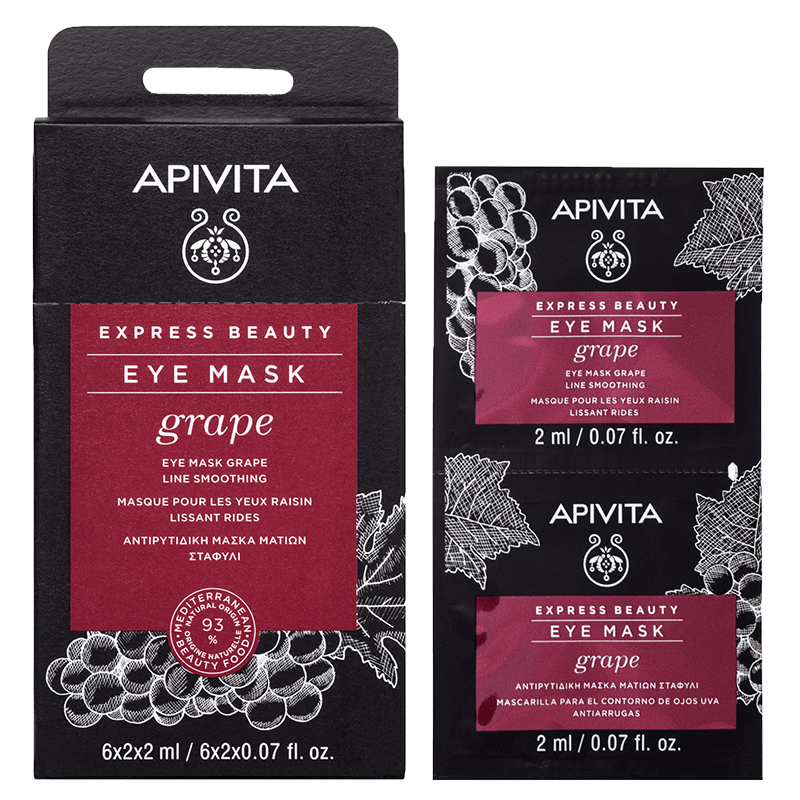 APIVITA
EXPRESS BEAUTY
EYE MASK
grape
EYE MASK GRAPE
LINE SMOOTHING
MASQUE POUR LES YEUX RAISIN
LISSANT RIDES
ΑΝΤΙΡΥΤΙΔΙΚΗ ΜΑΣΚΑ ΜΑΤΙΩΝ
ΣΤΑΦΥΛΙ
MEDITERRANEAN
NATURAL ORIGIN
93
%
ORIGINE NATURELLE
BEAUTY FOOD
6x2x2 ml / 6x2x0.07 fl. oz.
APIVITA
EXPRESS BEAUTY
EYE MASK
grape
EYE MASK GRAPE
LINE SMOOTHING
MASQUE POUR LES YEUX RAISIN
LISSANT RIDES
2 ml / 0.07 fl. oz.
APIVITA
EXPRESS BEAUTY
EYE MASK
grape
ΑΝΤΙΡΥΤΙΔΙΚΗ ΜΑΣΚΑ ΜΑΤΙΩΝ ΣΤΑΦΥΛΙ
MASCARILLA PARA EL CONTORNO DE OJOS UVA
ANTIARRUGAS
2 ml / 0.07 fl. oz.